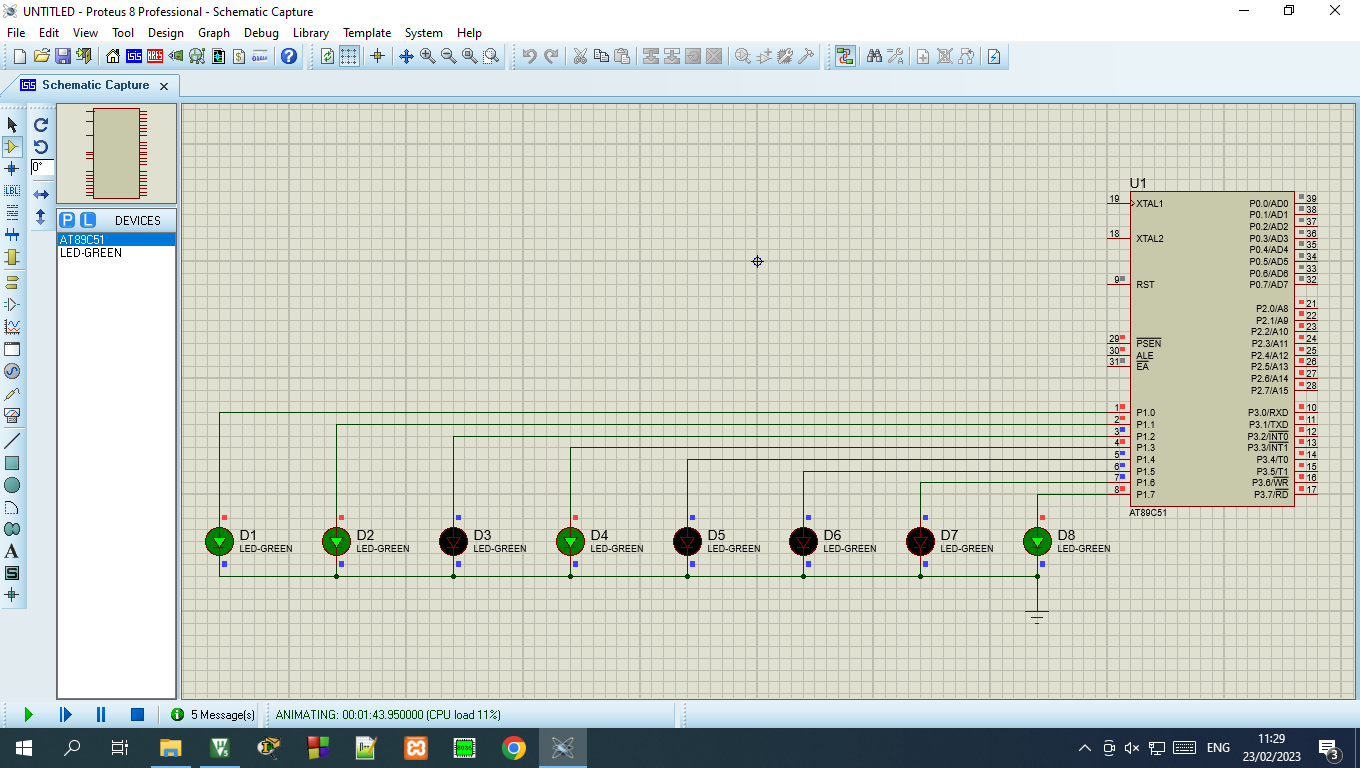 UNTITLED - Proteus 8 Professional - Schematic Capture
File Edit View Tool Design Graph Debug Library Template System Help
Schematic Capture
0°
LBL
P L DEVICES
AT89C51
LED-GREEN
U1
19 XTAL1 P0.0/AD0 39
P0.1/AD1 38
P0.2/AD2 37
18 XTAL2 P0.3/AD3 36
P0.4/AD4 35
P0.5/AD5 34
P0.6/AD6 33
9 RST P0.7/AD7 32
P2.0/A8 21
P2.1/A9 22
P2.2/A10 23
29 PSEN P2.3/A11 24
30 ALE P2.4/A12 25
31 EA P2.5/A13 26
P2.6/A14 27
P2.7/A15 28
1 P1.0 P3.0/RXD 10
2 P1.1 P3.1/TXD 11
3 P1.2 P3.2/INT0 12
4 P1.3 P3.3/INT1 13
5 P1.4 P3.4/T0 14
6 P1.5 P3.5/T1 15
7 P1.6 P3.6/WR 16
8 P1.7 P3.7/RD 17
AT89C51
D1 D2 D3 D4 D5 D6 D7 D8
LED-GREEN LED-GREEN LED-GREEN LED-GREEN LED-GREEN LED-GREEN LED-GREEN LED-GREEN
5 Message(s) ANIMATING: 00:01:43.950000 (CPU load 11%)
ENG
11:29
23/02/2023
3